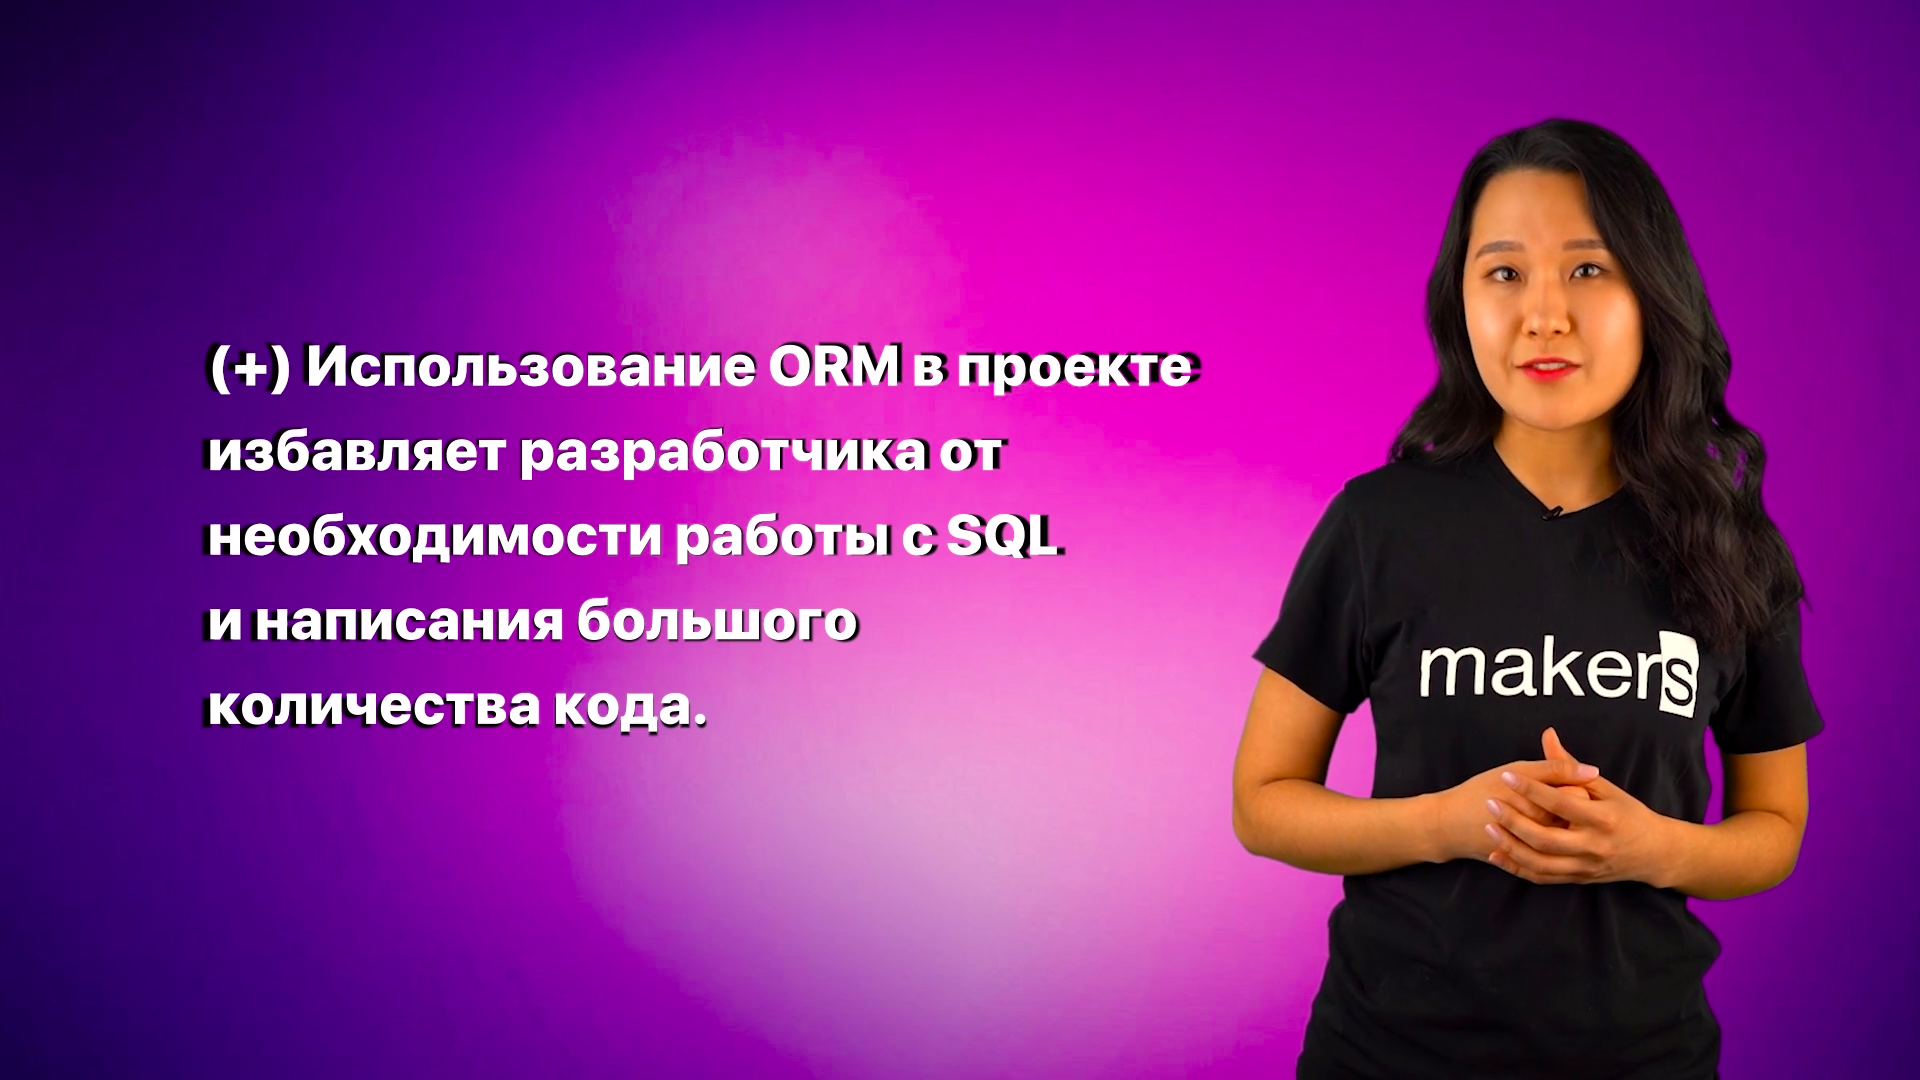 (+) Использование ORM в проекте
избавляет разработчика от
необходимости работы с SQL
и написания большого
количества кода.
makers